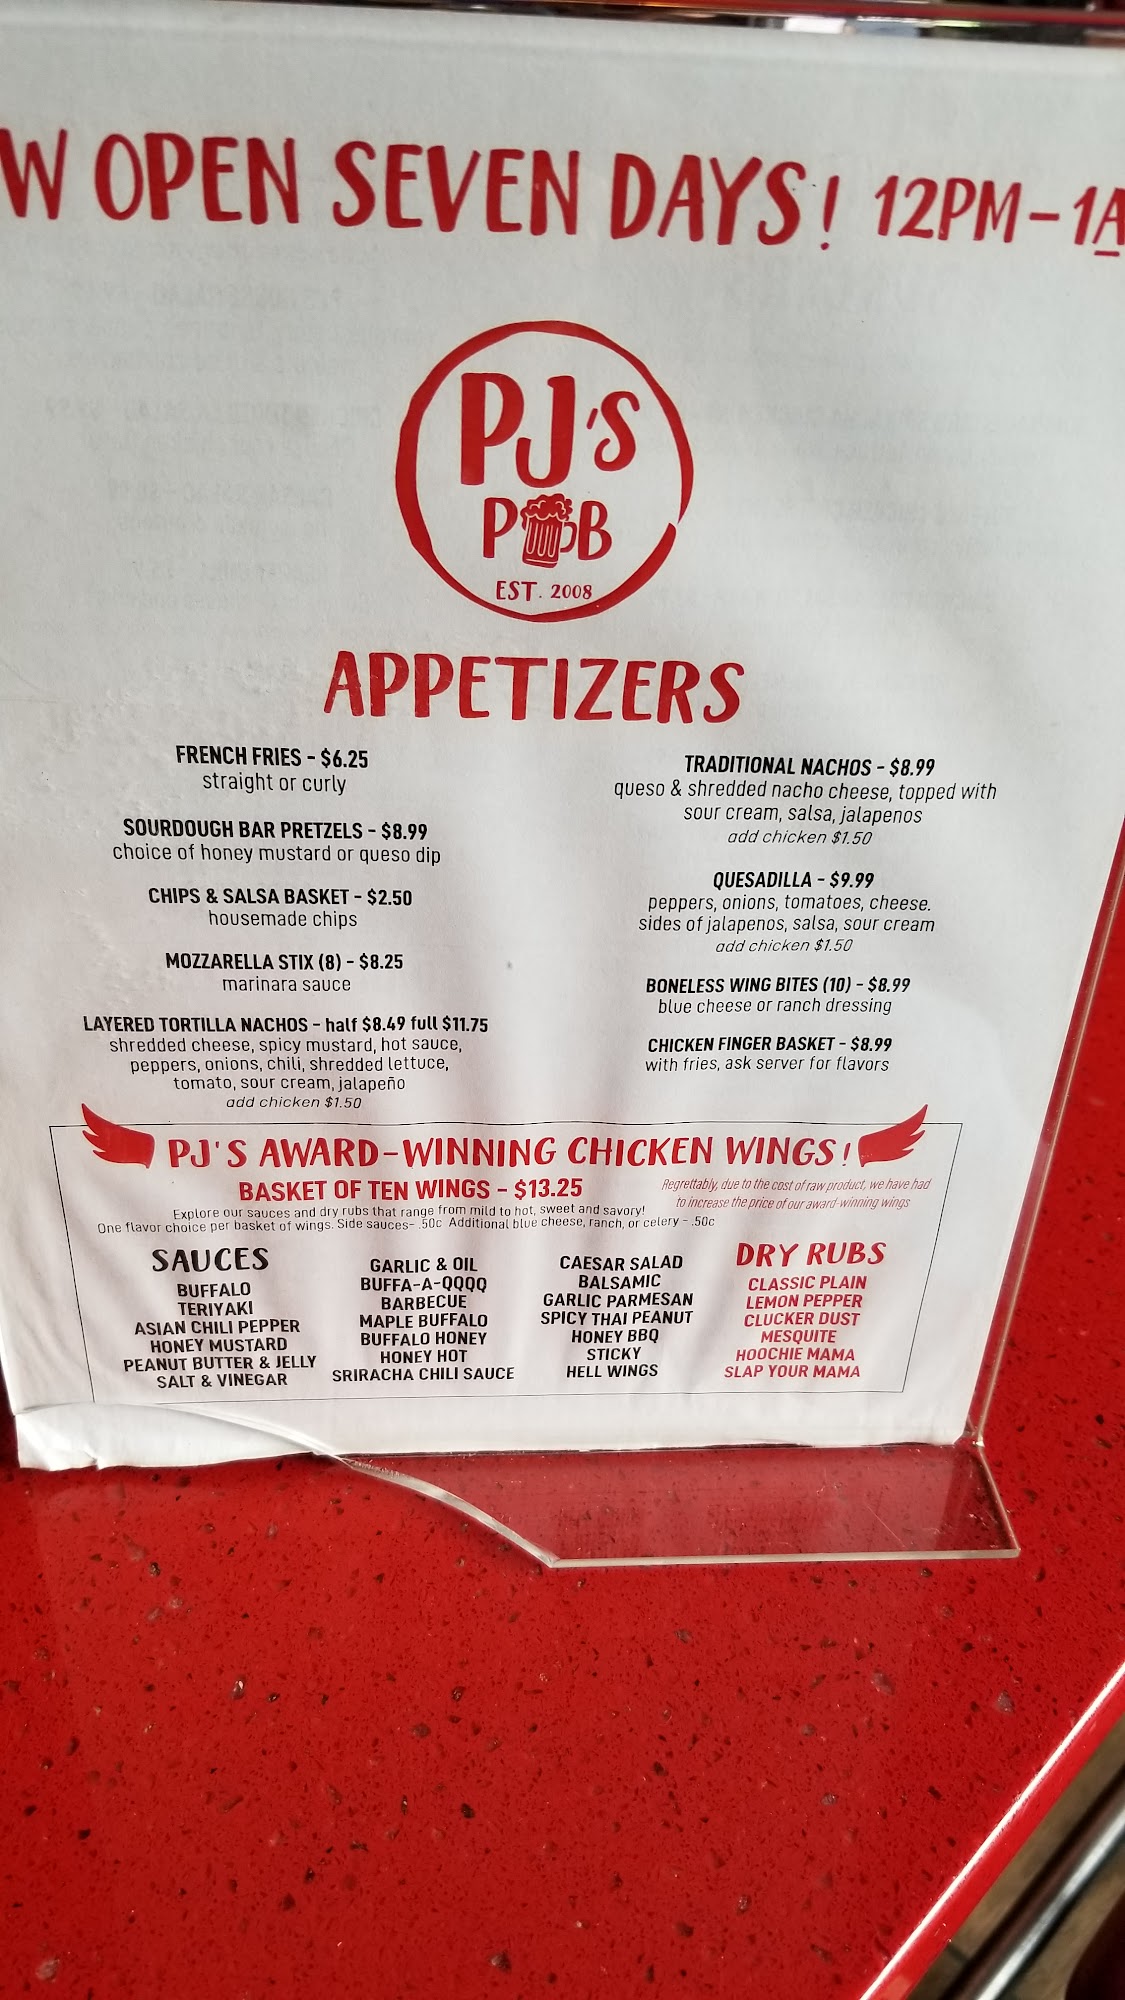 W OPEN SEVEN DAYS! 12PM-1A
PJ'S
PUB
EST. 2008
APPETIZERS
FRENCH FRIES - $6.25
straight or curly
SOURDOUGH BAR PRETZELS - $8.99
choice of honey mustard or queso dip
CHIPS & SALSA BASKET - $2.50
housemade chips
MOZZARELLA STIX (8) - $8.25
marinara sauce
LAYERED TORTILLA NACHOS - half $8.49 full $11.75
shredded cheese, spicy mustard, hot sauce,
peppers, onions, chili, shredded lettuce,
tomato, sour cream, jalapeño
add chicken $1.50
TRADITIONAL NACHOS - $8.99
queso & shredded nacho cheese, topped with
sour cream, salsa, jalapenos
add chicken $1.50
QUESADILLA - $9.99
peppers, onions, tomatoes, cheese.
sides of jalapenos, salsa, sour cream
add chicken $1.50
BONELESS WING BITES (10) - $8.99
blue cheese or ranch dressing
CHICKEN FINGER BASKET - $8.99
with fries, ask server for flavors
PJ'S AWARD-WINNING CHICKEN WINGS!
BASKET OF TEN WINGS - $13.25
Regrettably, due to the cost of raw product, we have had
to increase the price of our award-winning wings
Explore our sauces and dry rubs that range from mild to hot, sweet and savory!
One flavor choice per basket of wings. Side sauces- .50c Additional blue cheese, ranch, or celery - .50c
SAUCES
BUFFALO
TERIYAKI
ASIAN CHILI PEPPER
HONEY MUSTARD
PEANUT BUTTER & JELLY
SALT & VINEGAR
GARLIC & OIL
BUFFA-A-QQQQ
BARBECUE
MAPLE BUFFALO
BUFFALO HONEY
HONEY HOT
SRIRACHA CHILI SAUCE
CAESAR SALAD
BALSAMIC
GARLIC PARMESAN
SPICY THAI PEANUT
HONEY BBQ
STICKY
HELL WINGS
DRY RUBS
CLASSIC PLAIN
LEMON PEPPER
CLUCKER DUST
MESQUITE
HOOCHIE MAMA
SLAP YOUR MAMA